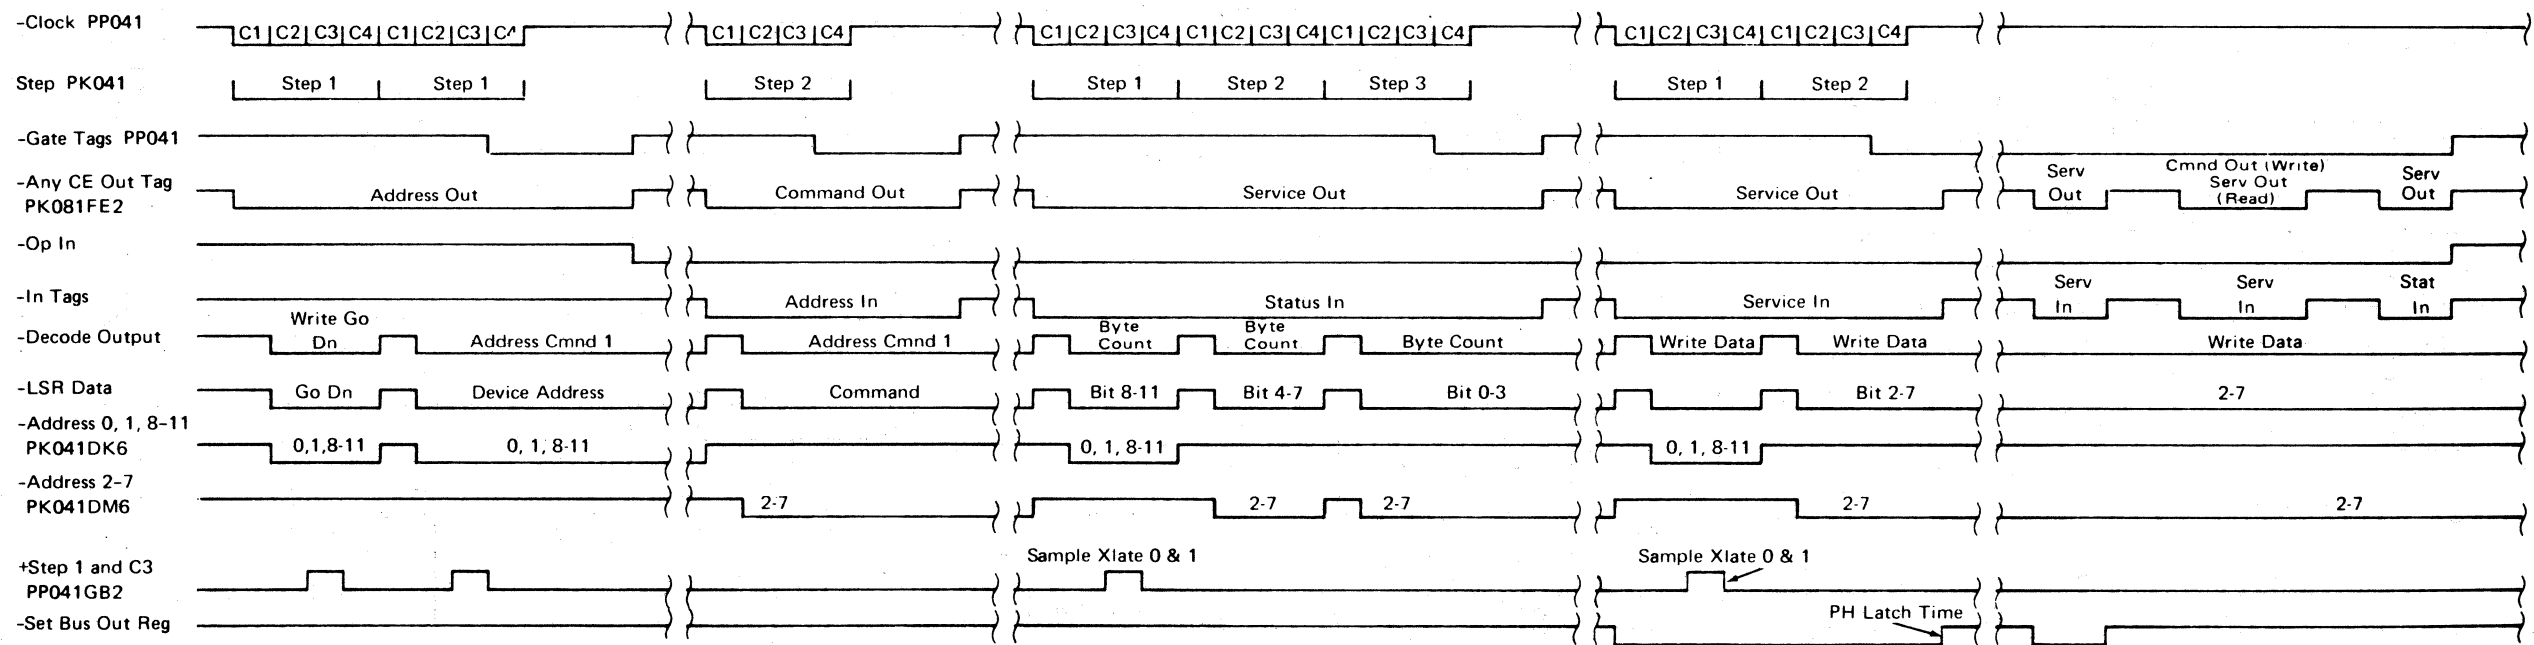 -Clock PP041 C1 C2 C3 C4 C1 C2 C3 C4 C1 C2 C3 C4 C1 C2 C3 C4 C1 C2 C3 C4 C1 C2 C3 C4 C1 C2 C3 C4 C1 C2 C3 C4
Step PK041 Step 1 Step 1 Step 2 Step 1 Step 2 Step 3 Step 1 Step 2
-Gate Tags PP041
Cmnd Out (Write)
-Any CE Out Tag Serv Serv Out Serv
Address Out Command Out Service Out Service Out Out (Read) Out
PK081FE2
-Op In
-In Tags Address In Status In Service In Serv In Serv In Stat In
Write Go Byte Byte
-Decode Output Dn Address Cmnd 1 Address Cmnd 1 Count Count Byte Count Write Data Write Data Write Data
-LSR Data Go Dn Device Address Command Bit 8-11 Bit 4-7 Bit 0-3 Bit 2-7 2-7
-Address 0, 1, 8-11
PK041DK6 0,1,8-11 0, 1, 8-11 0, 1, 8-11 0, 1, 8-11
-Address 2-7
PK041DM6 2-7 2-7 2-7 2-7 2-7
Sample Xlate 0 & 1 Sample Xlate 0 & 1
+Step 1 and C3
PP041GB2
-Set Bus Out Reg PH Latch Time